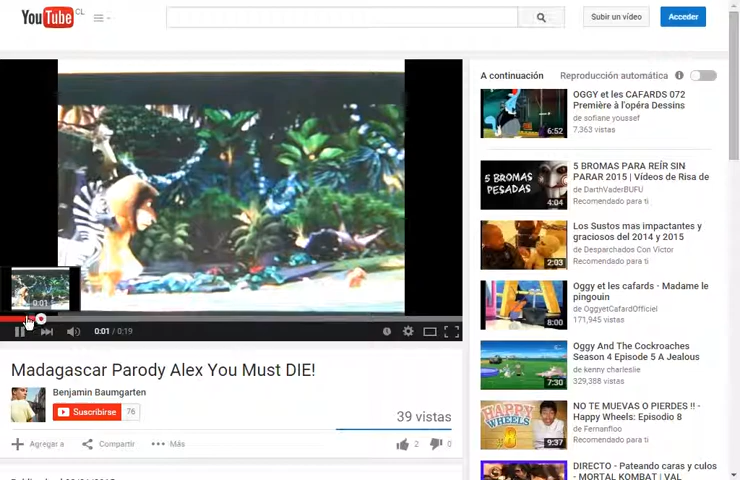 YouTube CL
Subir un vídeo
Acceder
A continuación
Reproducción automática
OGGY et les CAFARDS 072
Première à l'opéra Dessins
de sofiane youssef
7,363 vistas
6:52
5 BROMAS PARA REÍR SIN
PARAR 2015 | Vídeos de Risa de
de DarthVaderBUFU
Recomendado para ti
5 BROMAS
PESADAS
4:04
Los Sustos mas impactantes y
graciosos del 2014 y 2015
de Desparchados Con Victor
Recomendado para ti
2:03
Oggy et les cafards - Madame le
pingouin
de OggyetCafardOfficiel
171,945 vistas
8:00
Oggy And The Cockroaches
Season 4 Episode 5 A Jealous
de kenny charleslie
329,388 vistas
7:30
NO TE MUEVAS O PIERDES !! -
Happy Wheels: Episodio 8
de Fernanfloo
Recomendado para ti
HAPPY
WHEELS
9:37
DIRECTO - Pateando caras y culos
- MORTAL KOMBAT | VAL
0:01
0:01 / 0:19
Madagascar Parody Alex You Must DIE!
Benjamin Baumgarten
Suscribirse 76
39 vistas
Agregar a
Compartir
Más
2
0